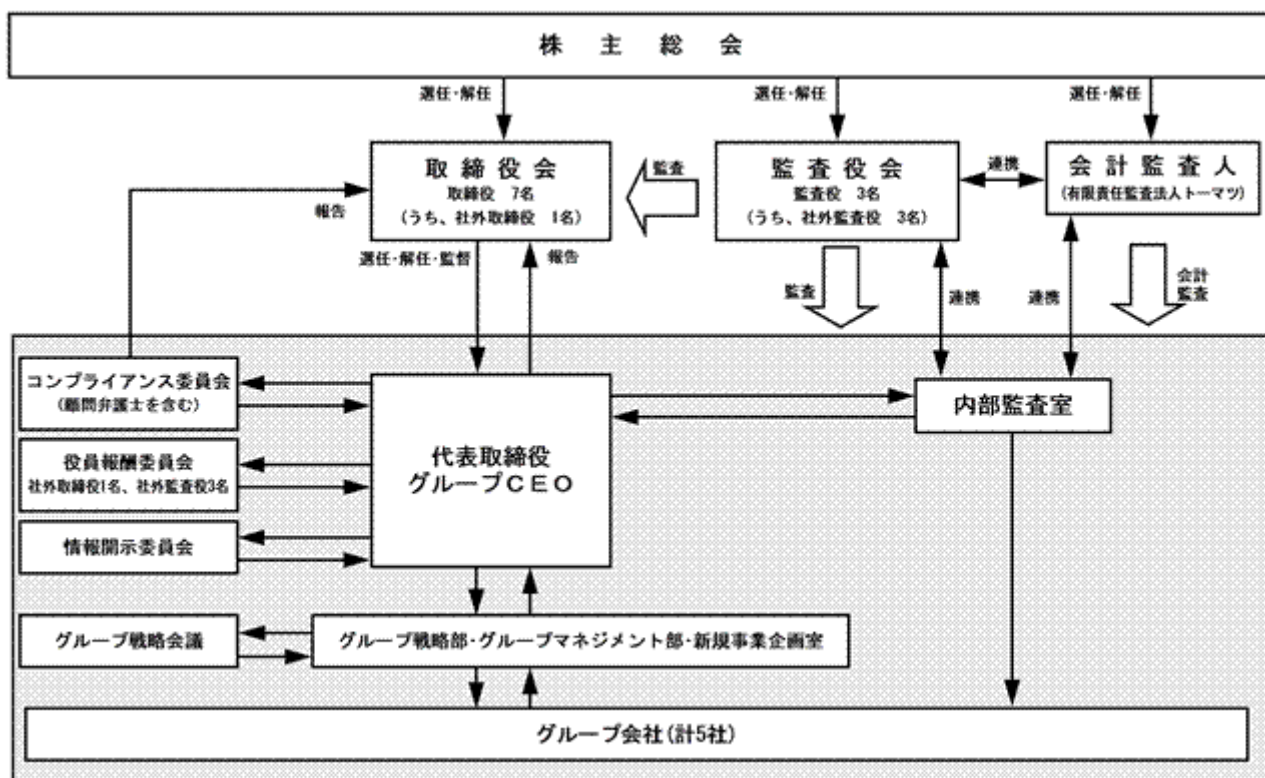 株主総会
選任・解任
選任・解任
選任・解任
取締役会
取締役 7名
(うち、社外取締役 1名)
監査
監査役会
監査役 3名
(うち、社外監査役 3名)
連携
会計監査人
(有限責任監査法人トーマツ)
報告
選任・解任・監督
報告
監査
連携
連携
会計
監査
コンプライアンス委員会
(顧問弁護士を含む)
役員報酬委員会
社外取締役1名、社外監査役3名
情報開示委員会
代表取締役
グループCEO
内部監査室
グループ戦略会議
グループ戦略部・グループマネジメント部・新規事業企画室
グループ会社(計5社)